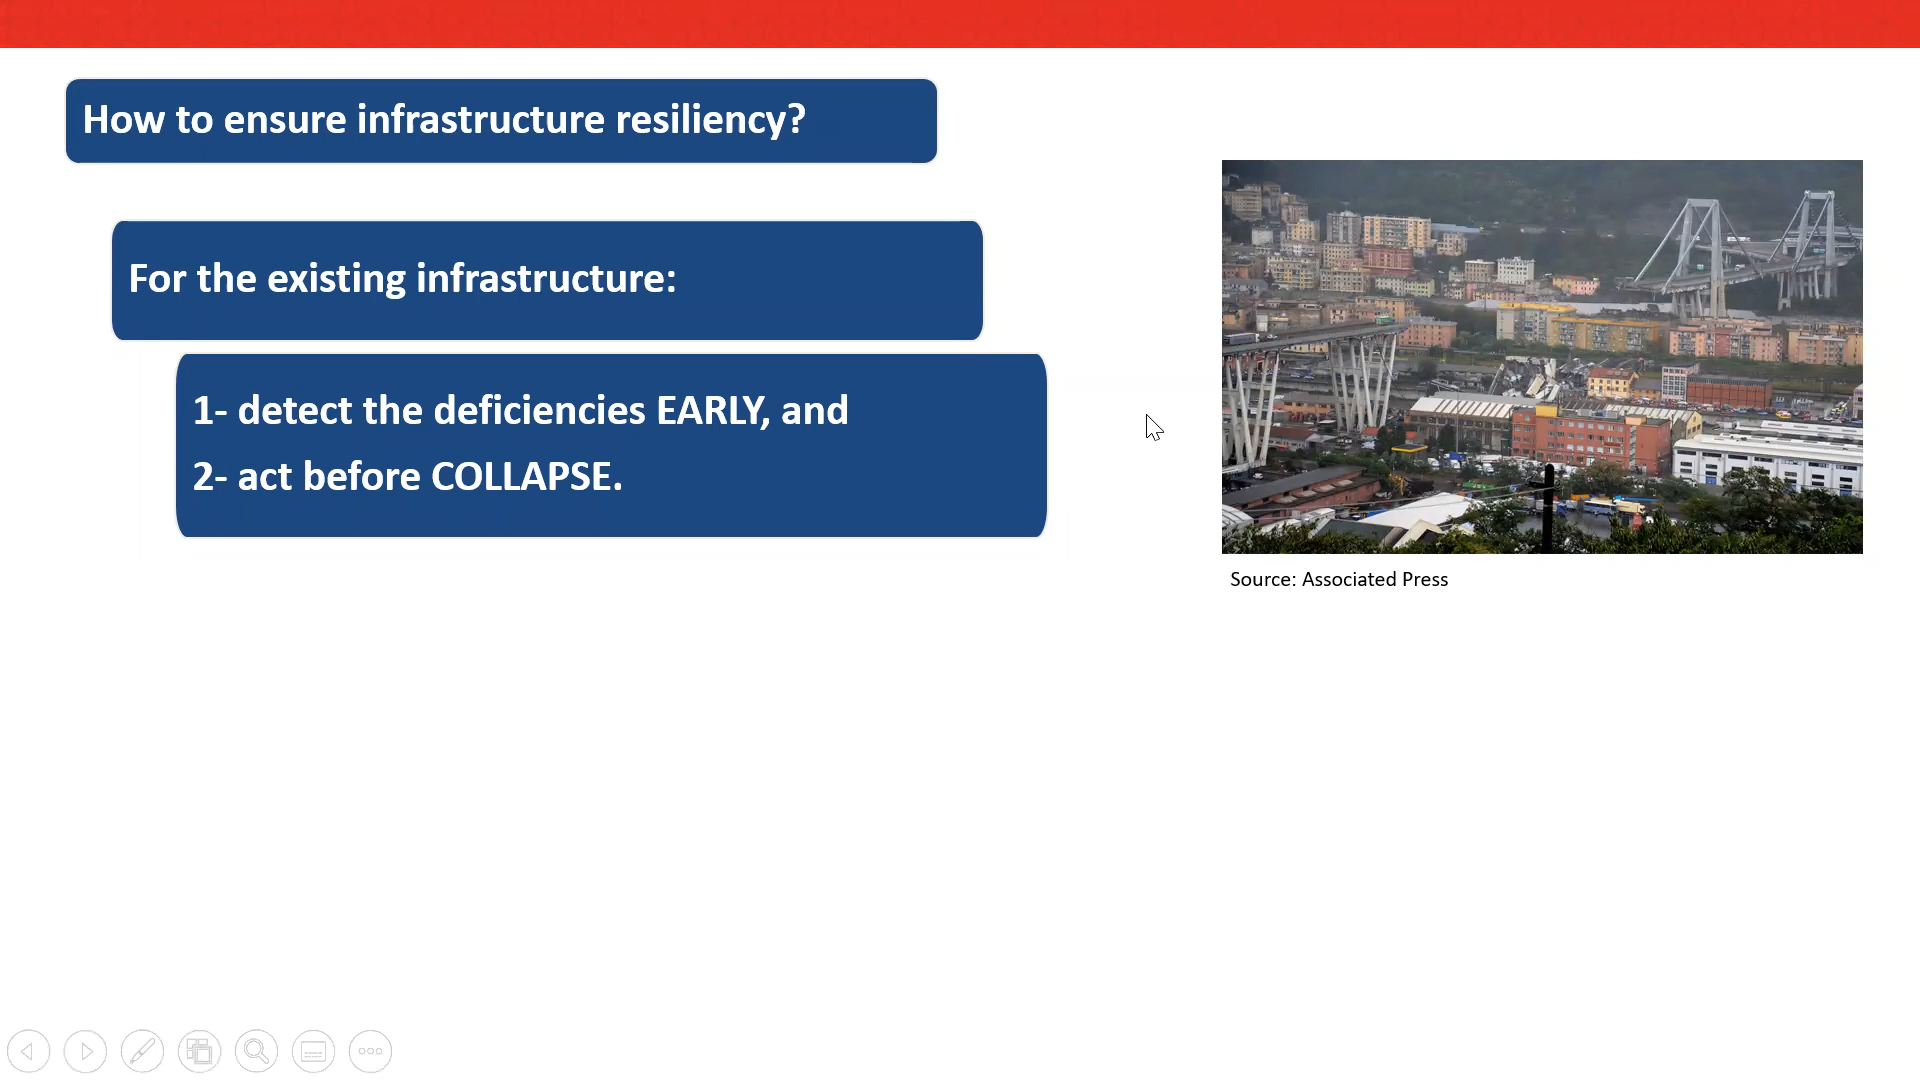 How to ensure infrastructure resiliency?
For the existing infrastructure:
1- detect the deficiencies EARLY, and
2- act before COLLAPSE.
Source: Associated Press